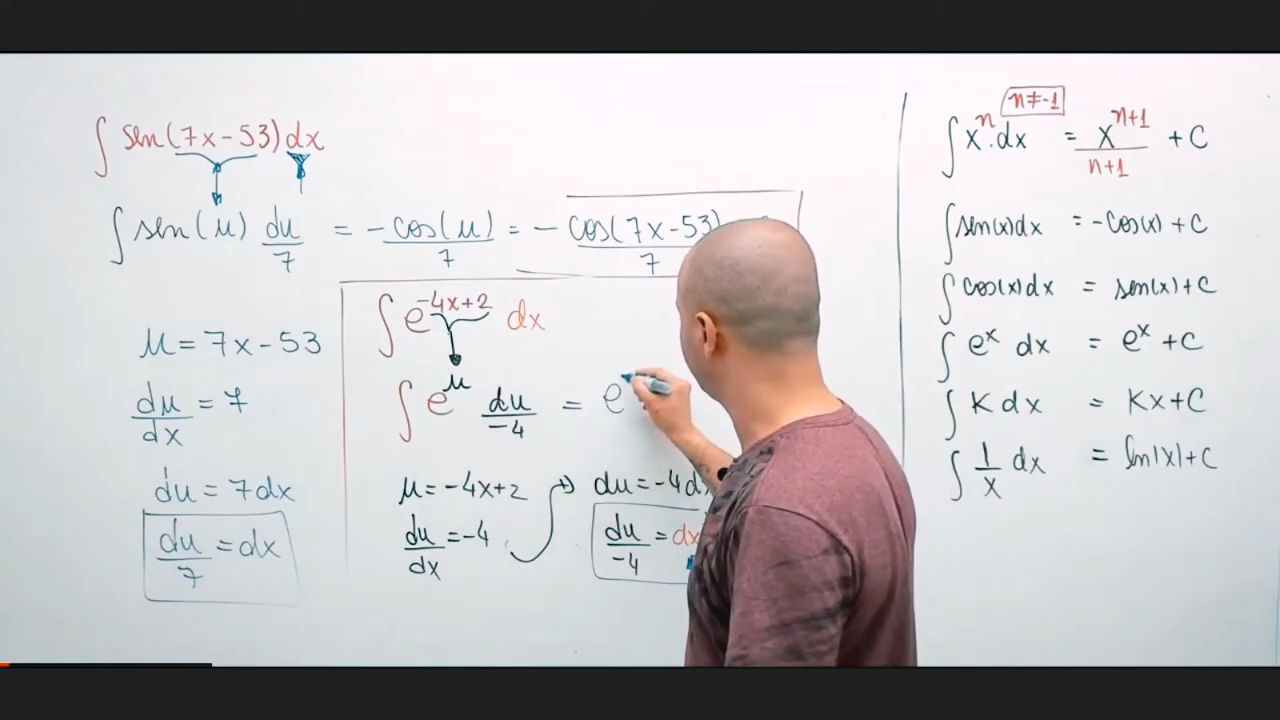 ∫ sen(7x-53)dx
∫ sen(u) du/7 = -cos(u)/7 = - cos(7x-53)/7
u = 7x-53
du/dx = 7
du = 7dx
du/7 = dx
∫ e^(-4x+2) dx
∫ e^u du/-4 = e
u = -4x+2
du/dx = -4
du = -4d
du/-4 = dx
n≠-1
∫ x^n.dx = x^(n+1)/(n+1) + C
∫ sen(x)dx = -cos(x) + C
∫ cos(x)dx = sen(x) + C
∫ e^x dx = e^x + C
∫ K dx = Kx + C
∫ 1/x dx = ln|x| + C